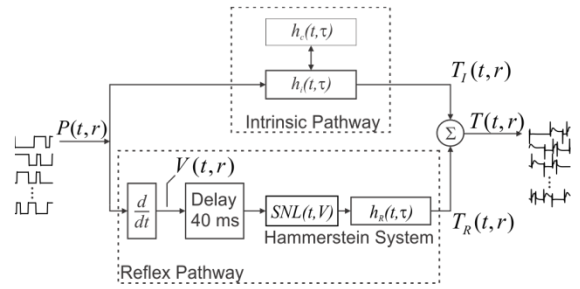 h_c(t,τ)
h_i(t,τ)
Intrinsic Pathway
T_I(t,r)
P(t,r)
Σ
T(t,r)
V(t,r)
d/dt
Delay
40 ms
SNL(t,V)
h_R(t,τ)
Hammerstein System
T_R(t,r)
Reflex Pathway